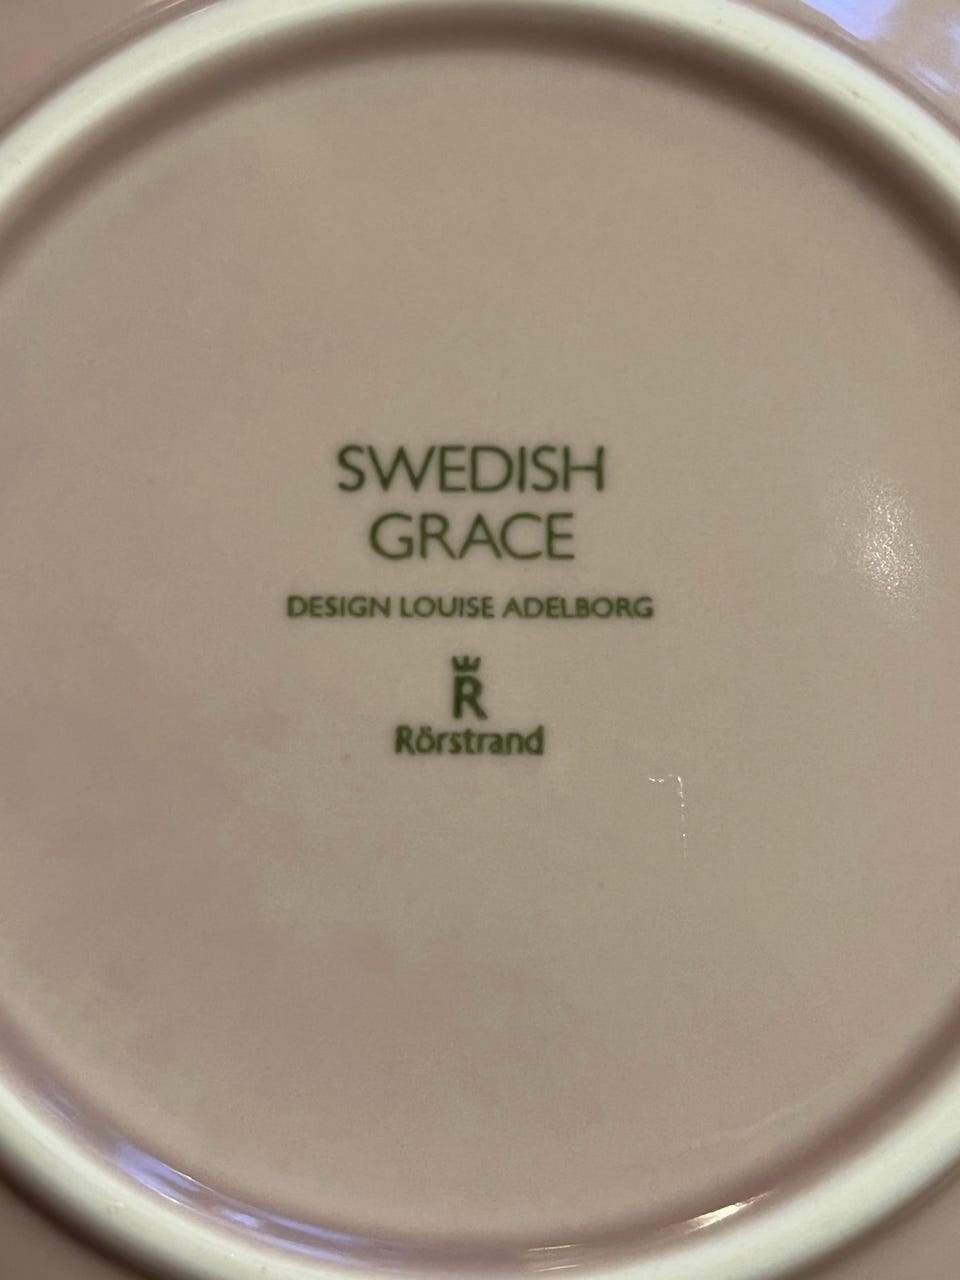 SWEDISH
GRACE
DESIGN LOUISE ADELBORG
R
Rörstrand